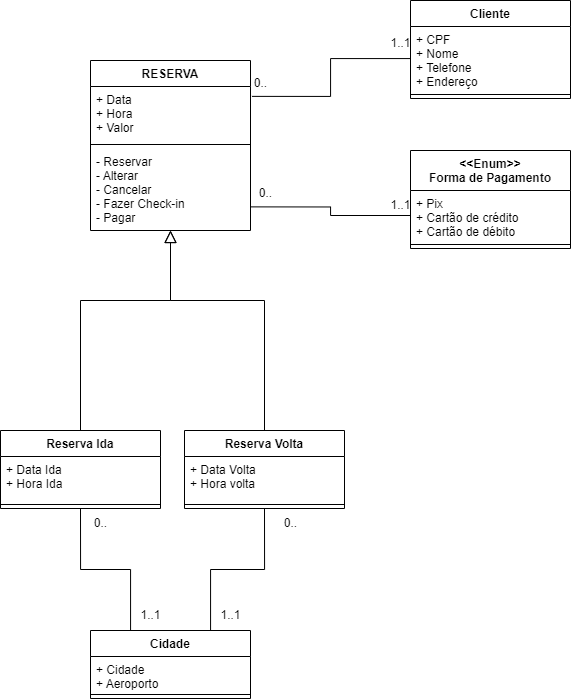 Cliente
+ CPF
+ Nome
+ Telefone
+ Endereço
1..1
0..
RESERVA
+ Data
+ Hora
+ Valor
- Reservar
- Alterar
- Cancelar
- Fazer Check-in
- Pagar
0..
1..1
<<Enum>>
Forma de Pagamento
+ Pix
+ Cartão de crédito
+ Cartão de débito
Reserva Ida
+ Data Ida
+ Hora Ida
Reserva Volta
+ Data Volta
+ Hora volta
0..
0..
1..1
1..1
Cidade
+ Cidade
+ Aeroporto